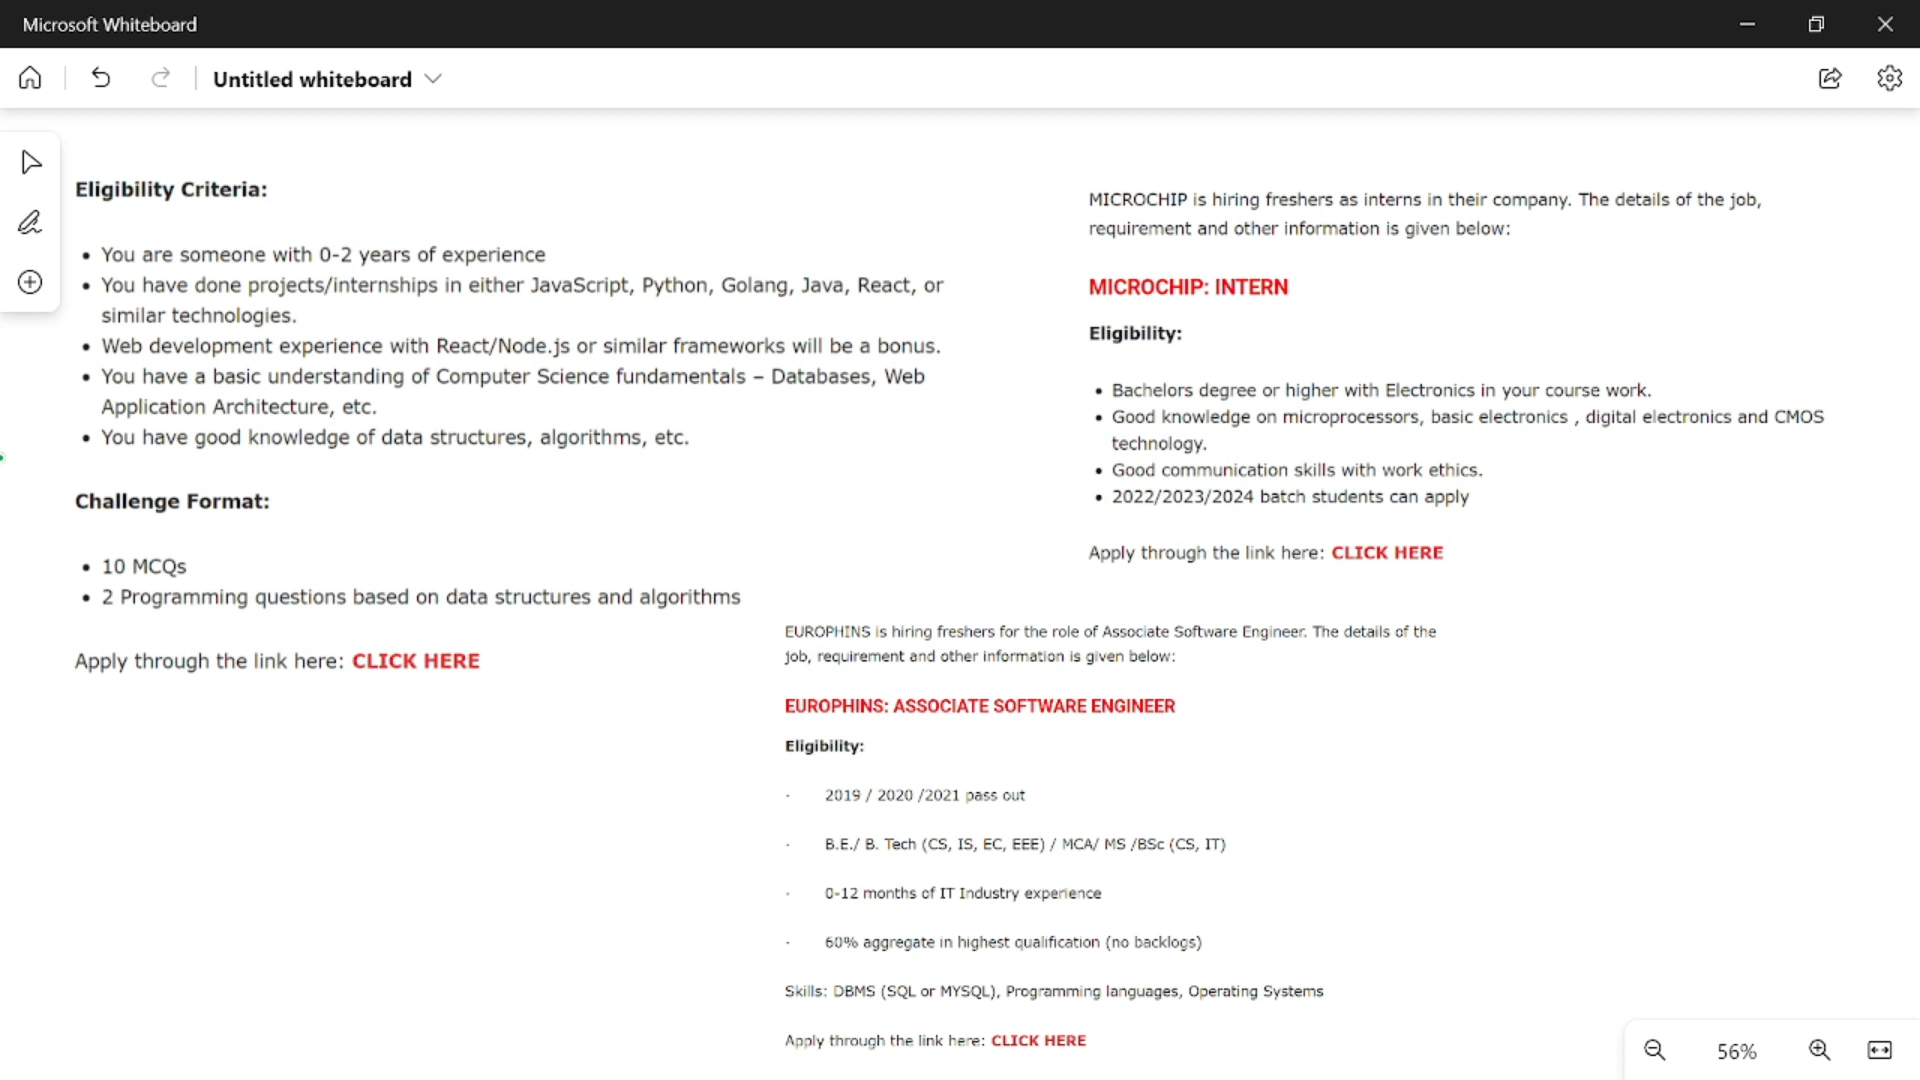 Microsoft Whiteboard
Untitled whiteboard
Eligibility Criteria:
• You are someone with 0-2 years of experience
• You have done projects/internships in either JavaScript, Python, Golang, Java, React, or
similar technologies.
• Web development experience with React/Node.js or similar frameworks will be a bonus.
• You have a basic understanding of Computer Science fundamentals – Databases, Web
Application Architecture, etc.
• You have good knowledge of data structures, algorithms, etc.
Challenge Format:
• 10 MCQs
• 2 Programming questions based on data structures and algorithms
Apply through the link here: CLICK HERE
MICROCHIP is hiring freshers as interns in their company. The details of the job,
requirement and other information is given below:
MICROCHIP: INTERN
Eligibility:
• Bachelors degree or higher with Electronics in your course work.
• Good knowledge on microprocessors, basic electronics , digital electronics and CMOS
technology.
• Good communication skills with work ethics.
• 2022/2023/2024 batch students can apply
Apply through the link here: CLICK HERE
EUROPHINS is hiring freshers for the role of Associate Software Engineer. The details of the
job, requirement and other information is given below:
EUROPHINS: ASSOCIATE SOFTWARE ENGINEER
Eligibility:
· 2019 / 2020 /2021 pass out
· B.E./ B. Tech (CS, IS, EC, EEE) / MCA/ MS /BSc (CS, IT)
· 0-12 months of IT Industry experience
· 60% aggregate in highest qualification (no backlogs)
Skills: DBMS (SQL or MYSQL), Programming languages, Operating Systems
Apply through the link here: CLICK HERE
56%